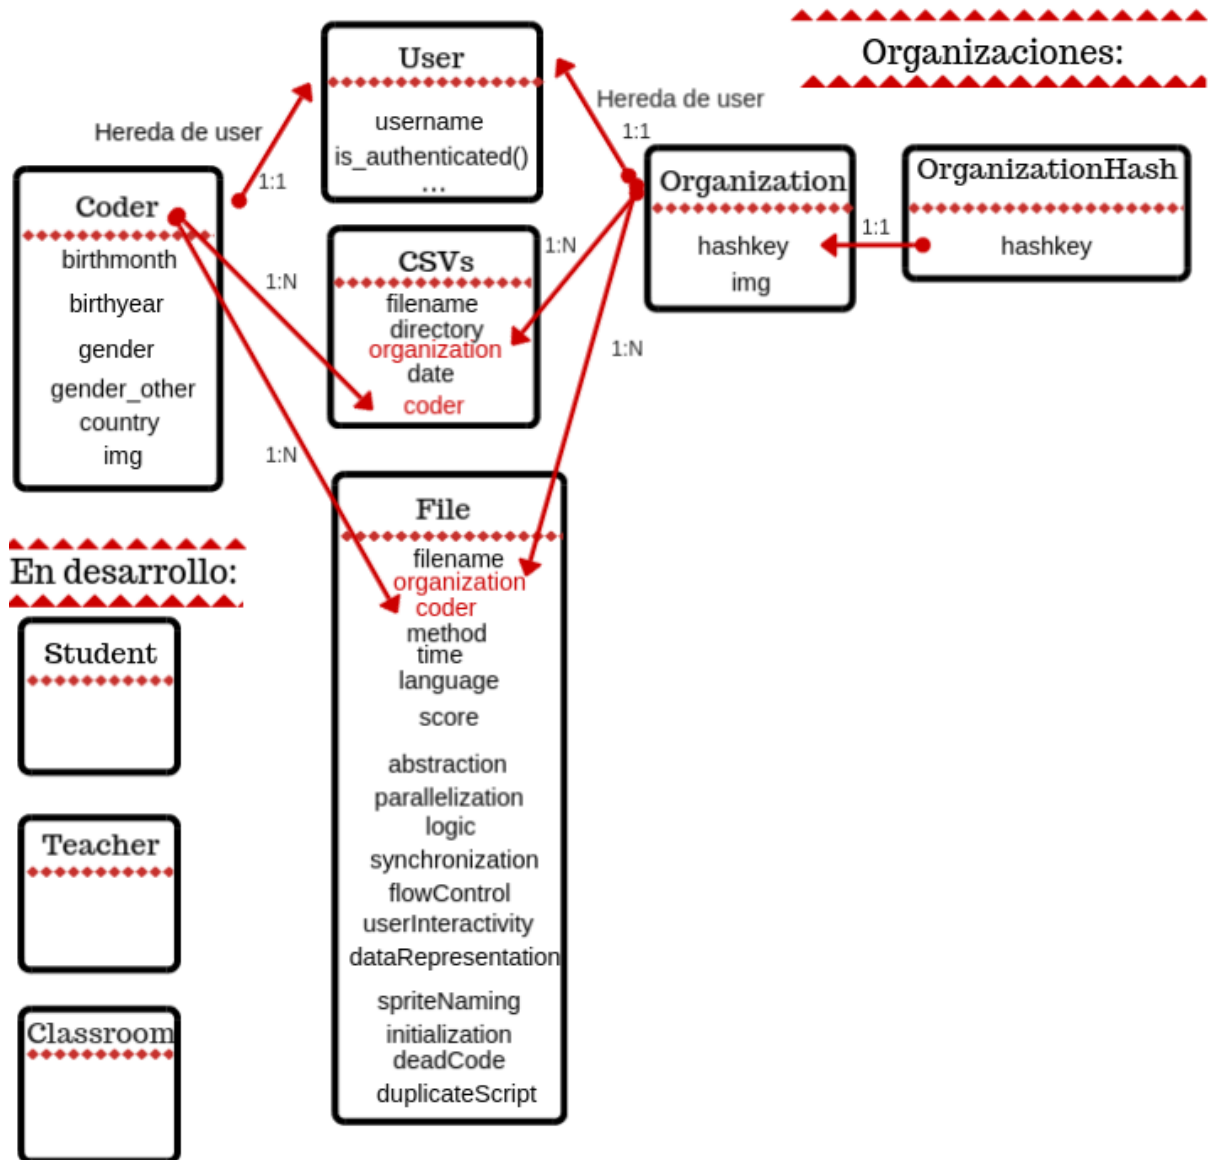 Organizaciones:
User
username
is_authenticated()
...
Hereda de user
1:1
Hereda de user
1:1
Coder
birthmonth
birthyear
gender
gender_other
country
img
1:N
1:N
CSVs
filename
directory
organization
date
coder
1:N
1:N
Organization
hashkey
img
1:1
OrganizationHash
hashkey
File
filename
organization
coder
method
time
language
score
abstraction
parallelization
logic
synchronization
flowControl
userInteractivity
dataRepresentation
spriteNaming
initialization
deadCode
duplicateScript
En desarrollo:
Student
Teacher
Classroom